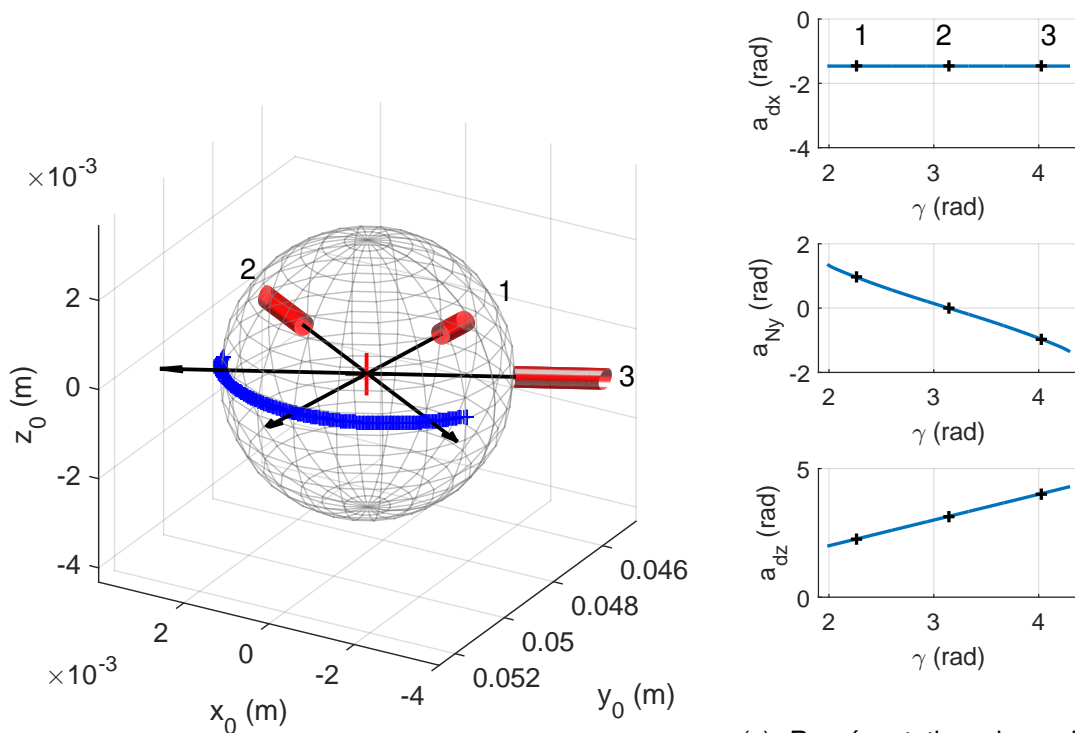 ×10⁻³
2
0
-2
-4
z₀ (m)
2
1
3
2
0
-2
-4
×10⁻³
x₀ (m)
0.046
0.048
0.05
0.052
y₀ (m)
0
-2
-4
a_dx (rad)
1 2 3
2 3 4
γ (rad)
2
0
-2
a_Ny (rad)
2 3 4
γ (rad)
5
0
a_dz (rad)
2 3 4
γ (rad)